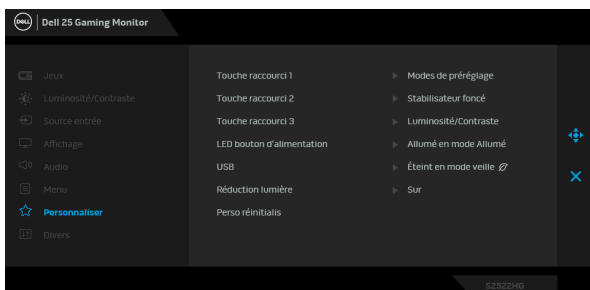 DELL Dell 25 Gaming Monitor
Jeux
Luminosité/Contraste
Source entrée
Affichage
Audio
Menu
Personnaliser
Divers
Touche raccourci 1 Modes de préréglage
Touche raccourci 2 Stabilisateur foncé
Touche raccourci 3 Luminosité/Contraste
LED bouton d'alimentation Allumé en mode Allumé
USB Éteint en mode veille
Réduction lumière Sur
Perso réinitialis
S2522HG